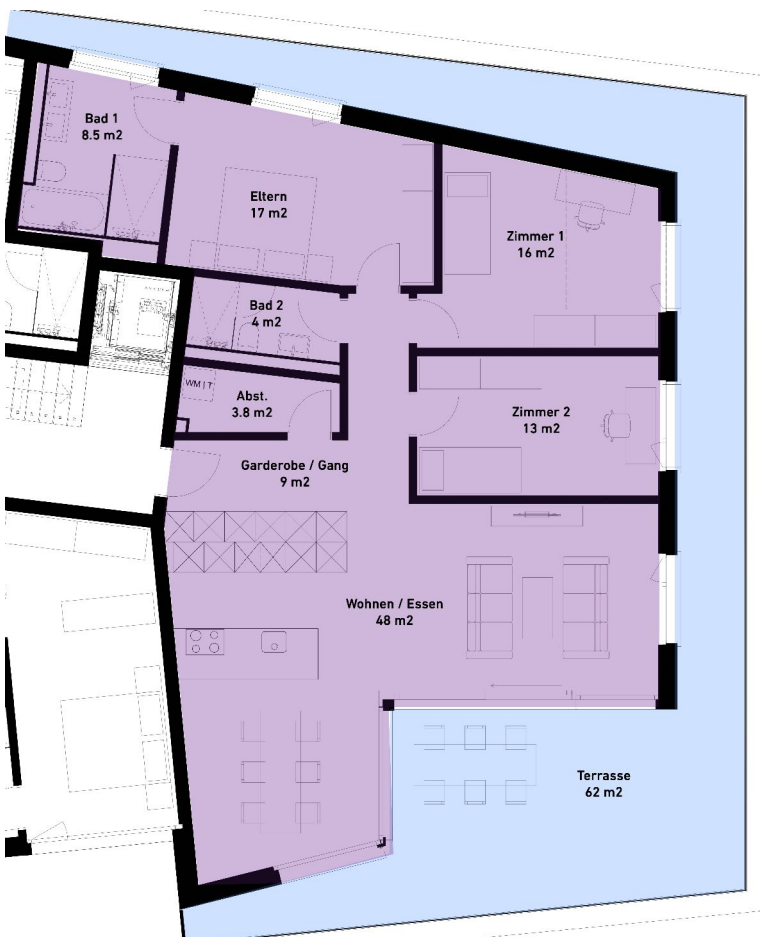 Bad 1
8.5 m2
Eltern
17 m2
Zimmer 1
16 m2
Bad 2
4 m2
WM | T
Abst.
3.8 m2
Zimmer 2
13 m2
Garderobe / Gang
9 m2
Wohnen / Essen
48 m2
Terrasse
62 m2